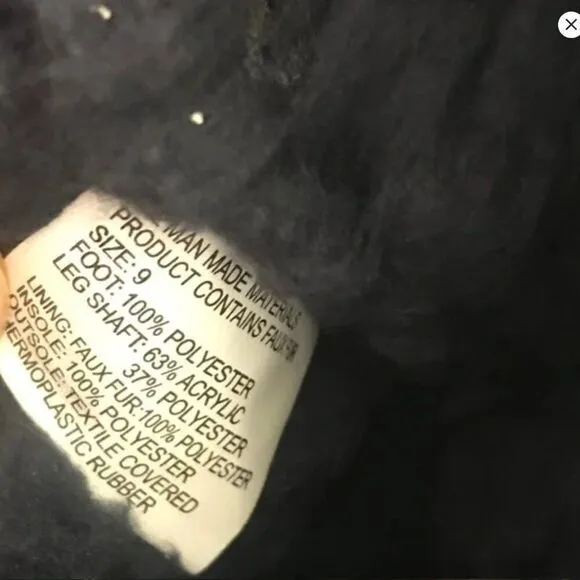 MAN MADE MATERIALS
PRODUCT CONTAINS FAUX FUR
SIZE: 9
FOOT: 100% POLYESTER
LEG SHAFT: 63% ACRYLIC
37% POLYESTER
LINING: FAUX FUR:100% POLYESTER
INSOLE: 100% POLYESTER
OUTSOLE: TEXTILE COVERED
THERMOPLASTIC RUBBER